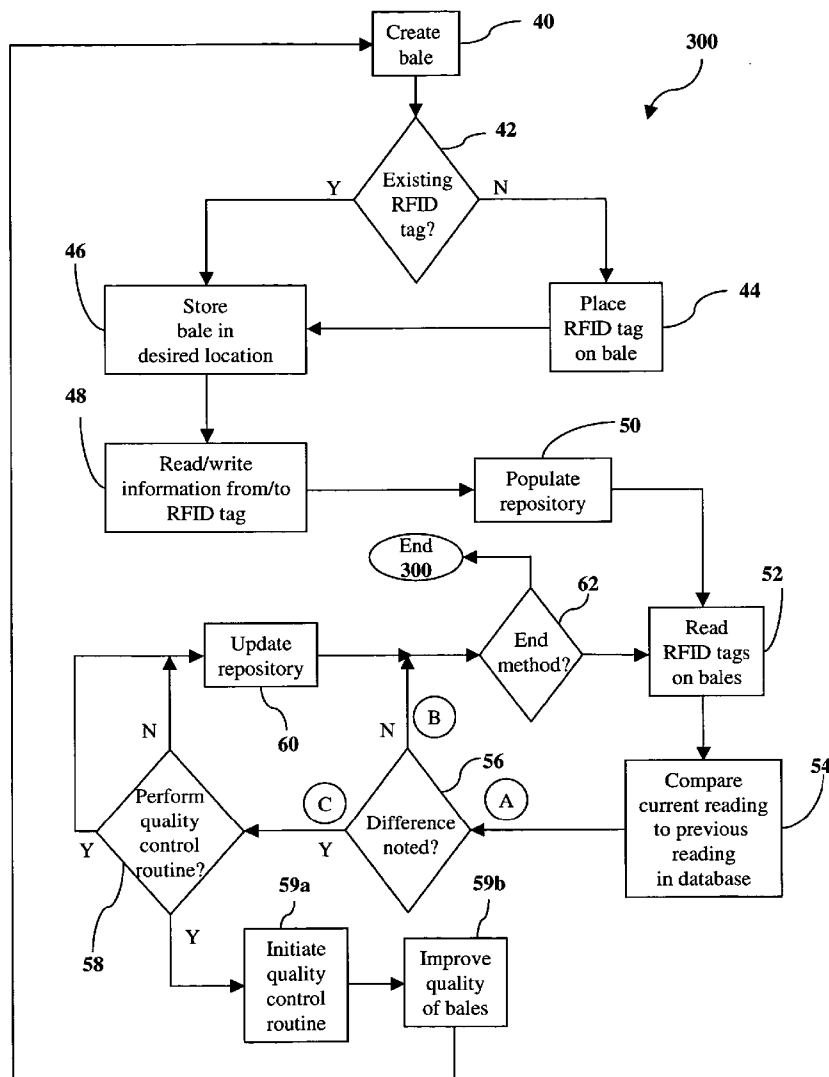 Create
bale
40
300
42
Existing
RFID
tag?
Y
N
46
Store
bale in
desired location
Place
RFID tag
on bale
44
48
Read/write
information from/to
RFID tag
50
Populate
repository
End
300
62
End
method?
52
Read
RFID tags
on bales
Update
repository
60
N
B
N
56
54
Compare
current reading
to previous
reading
in database
A
C
Difference
noted?
Y
Perform
quality
control
routine?
Y
58
Y
59a
Initiate
quality
control
routine
59b
Improve
quality
of bales